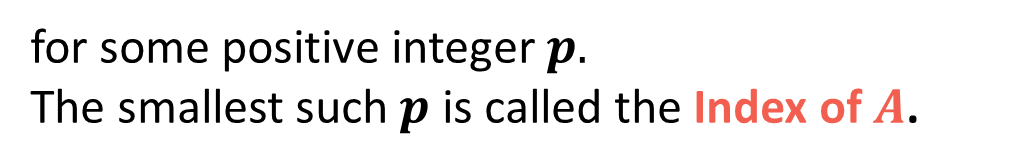 for some positive integer p.
The smallest such p is called the Index of A.